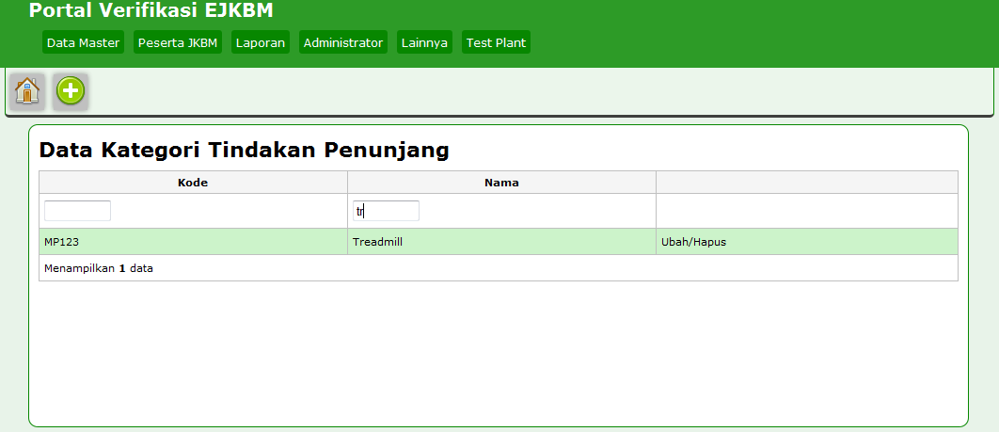 Portal Verifikasi EJKBM
Data Master Peserta JKBM Laporan Administrator Lainnya Test Plant
Data Kategori Tindakan Penunjang
Kode Nama
tr
MP123 Treadmill Ubah/Hapus
Menampilkan 1 data